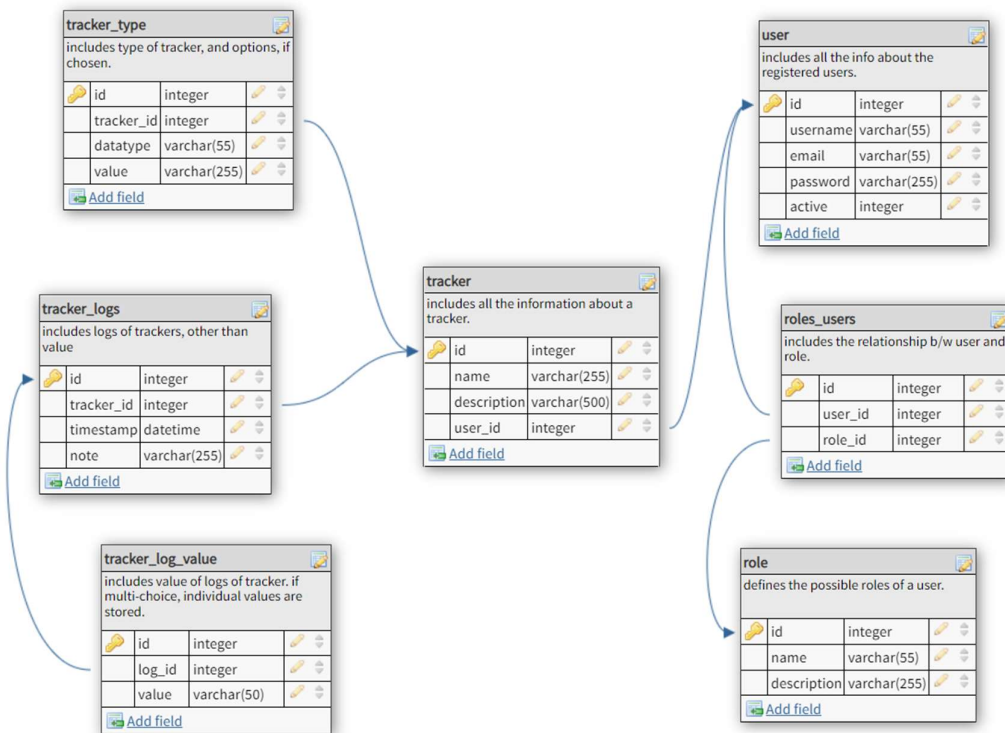 tracker_type
includes type of tracker, and options, if
chosen.
id integer
tracker_id integer
datatype varchar(55)
value varchar(255)
Add field
tracker_logs
includes logs of trackers, other than
value
id integer
tracker_id integer
timestamp datetime
note varchar(255)
Add field
tracker_log_value
includes value of logs of tracker. if
multi-choice, individual values are
stored.
id integer
log_id integer
value varchar(50)
Add field
tracker
includes all the information about a
tracker.
id integer
name varchar(255)
description varchar(500)
user_id integer
Add field
user
includes all the info about the
registered users.
id integer
username varchar(55)
email varchar(55)
password varchar(255)
active integer
Add field
roles_users
includes the relationship b/w user and
role.
id integer
user_id integer
role_id integer
Add field
role
defines the possible roles of a user.
id integer
name varchar(55)
description varchar(255)
Add field